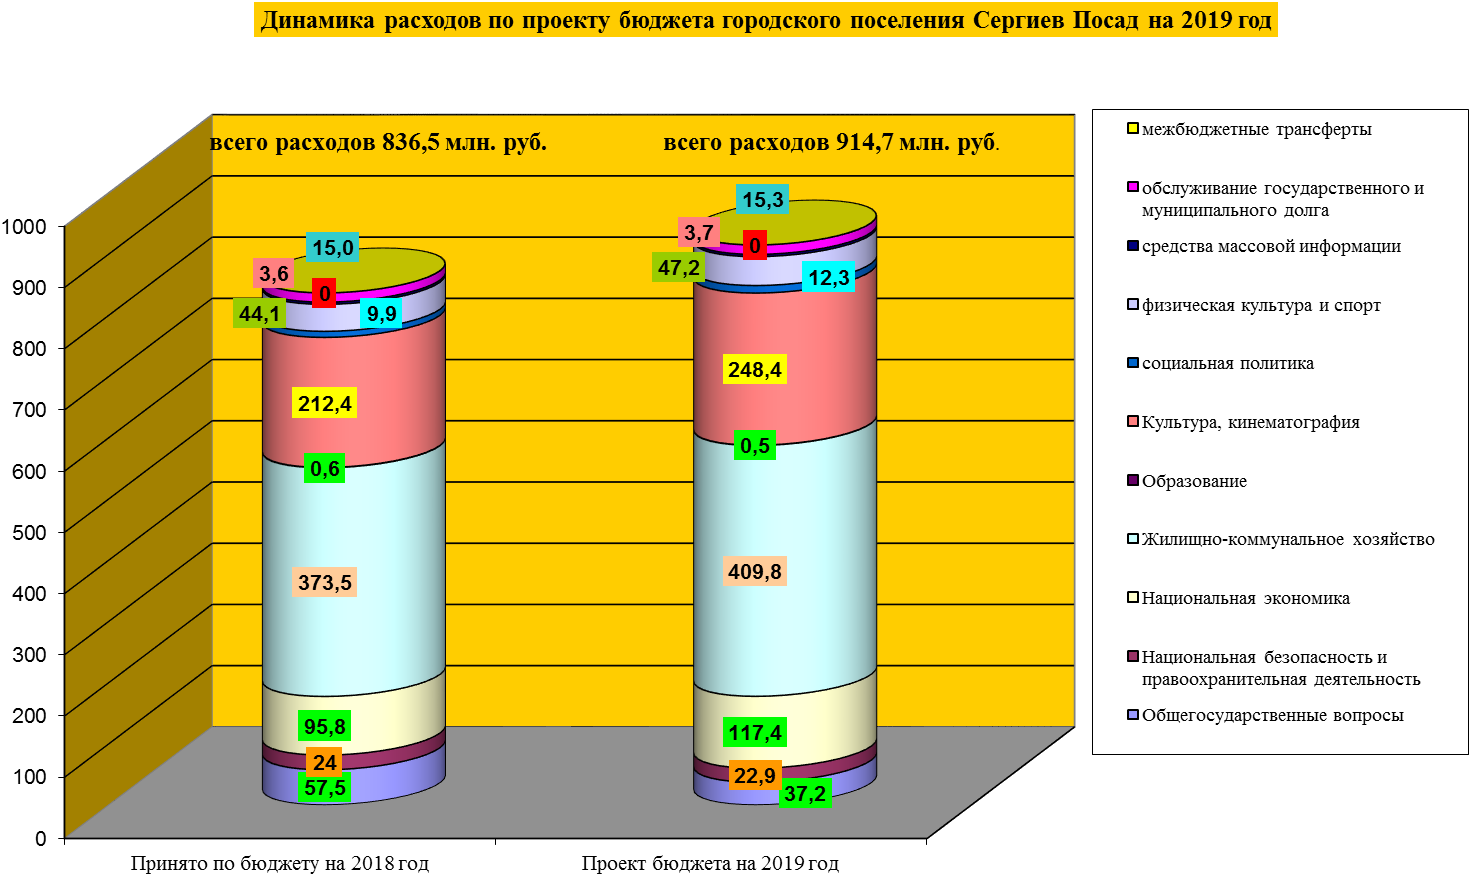 Динамика расходов по проекту бюджета городского поселения Сергиев Посад на 2019 год
всего расходов 836,5 млн. руб.
всего расходов 914,7 млн. руб.
1000
900
800
700
600
500
400
300
200
100
0
15,0
3,6
0
44,1
9,9
212,4
0,6
373,5
95,8
24
57,5
15,3
3,7
0
47,2
12,3
248,4
0,5
409,8
117,4
22,9
37,2
Принято по бюджету на 2018 год
Проект бюджета на 2019 год
межбюджетные трансферты
обслуживание государственного и
муниципального долга
средства массовой информации
физическая культура и спорт
социальная политика
Культура, кинематография
Образование
Жилищно-коммунальное хозяйство
Национальная экономика
Национальная безопасность и
правоохранительная деятельность
Общегосударственные вопросы